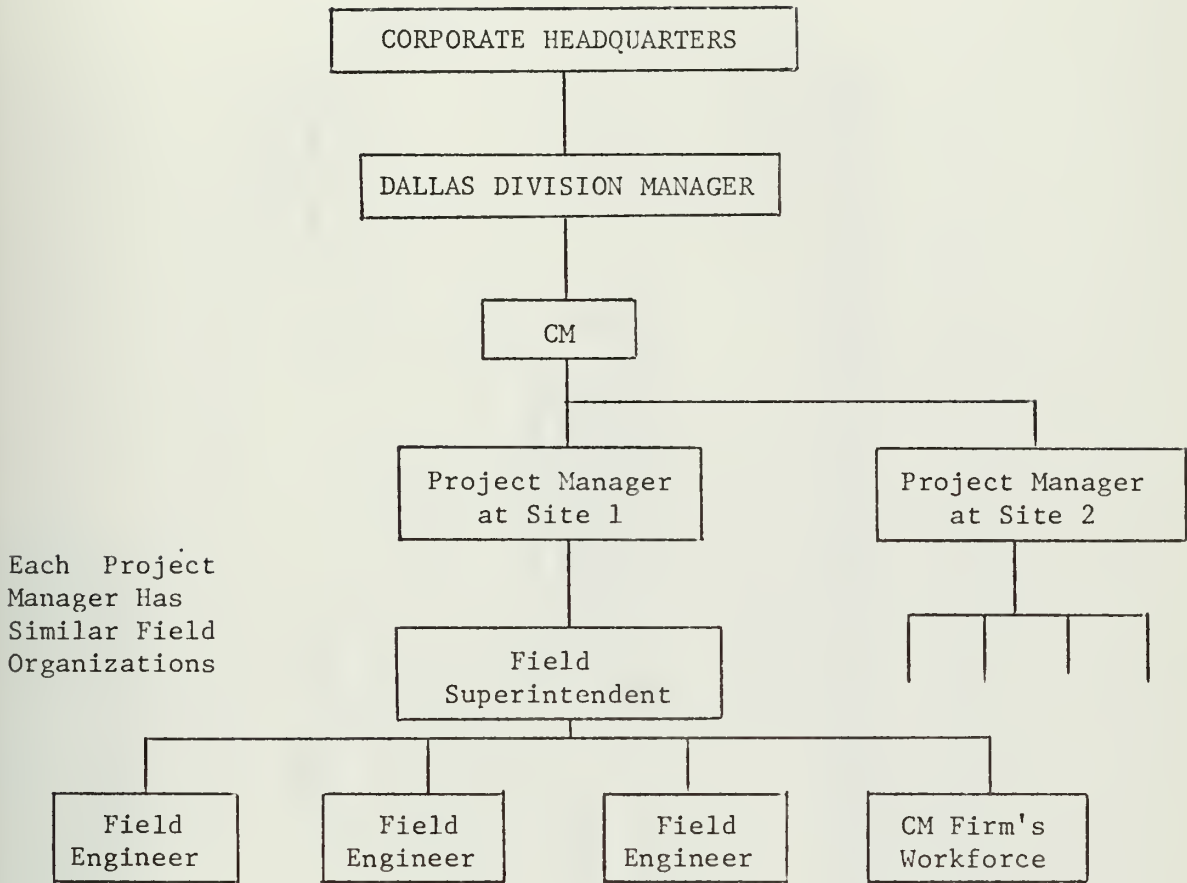 CORPORATE HEADQUARTERS
DALLAS DIVISION MANAGER
CM
Project Manager
at Site 1
Project Manager
at Site 2
Each Project
Manager Has
Similar Field
Organizations
Field
Superintendent
Field
Engineer
Field
Engineer
Field
Engineer
CM Firm's
Workforce